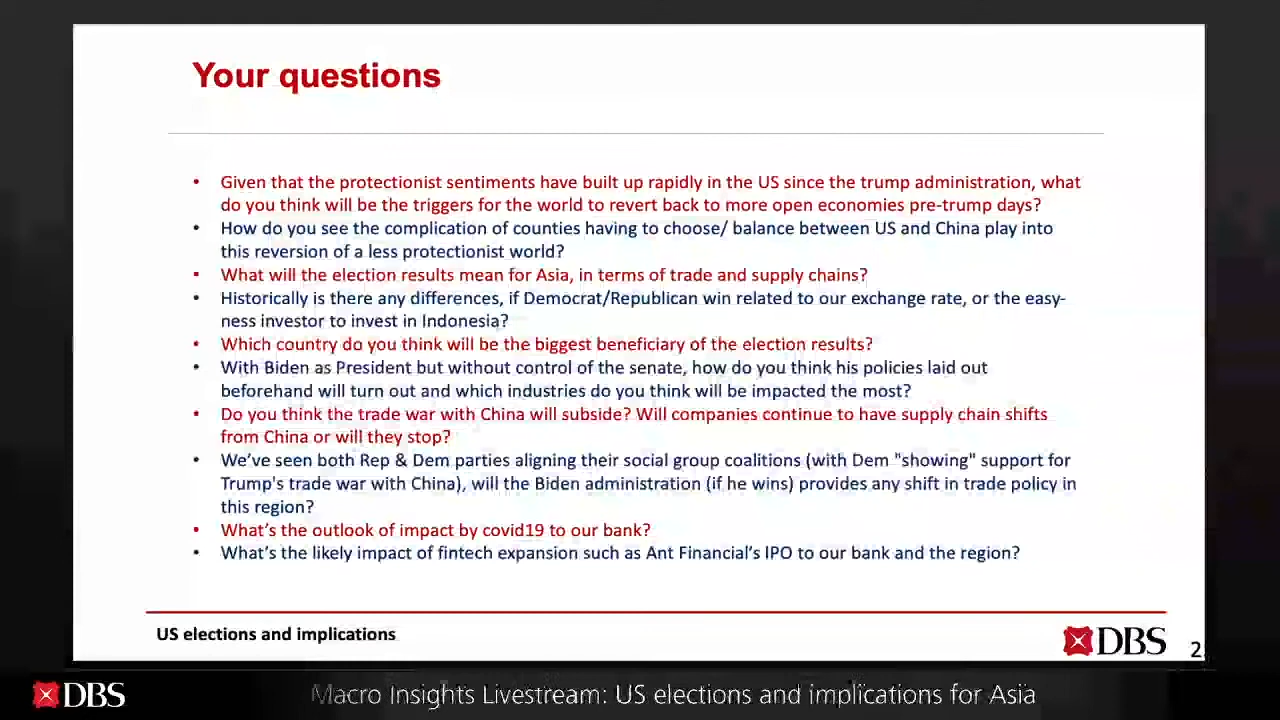 Your questions
• Given that the protectionist sentiments have built up rapidly in the US since the trump administration, what
do you think will be the triggers for the world to revert back to more open economies pre-trump days?
• How do you see the complication of counties having to choose/ balance between US and China play into
this reversion of a less protectionist world?
• What will the election results mean for Asia, in terms of trade and supply chains?
• Historically is there any differences, if Democrat/Republican win related to our exchange rate, or the easy-
ness investor to invest in Indonesia?
• Which country do you think will be the biggest beneficiary of the election results?
• With Biden as President but without control of the senate, how do you think his policies laid out
beforehand will turn out and which industries do you think will be impacted the most?
• Do you think the trade war with China will subside? Will companies continue to have supply chain shifts
from China or will they stop?
• We've seen both Rep & Dem parties aligning their social group coalitions (with Dem "showing" support for
Trump's trade war with China), will the Biden administration (if he wins) provides any shift in trade policy in
this region?
• What's the outlook of impact by covid19 to our bank?
• What's the likely impact of fintech expansion such as Ant Financial's IPO to our bank and the region?
US elections and implications
DBS
2
DBS
Macro Insights Livestream: US elections and implications for Asia